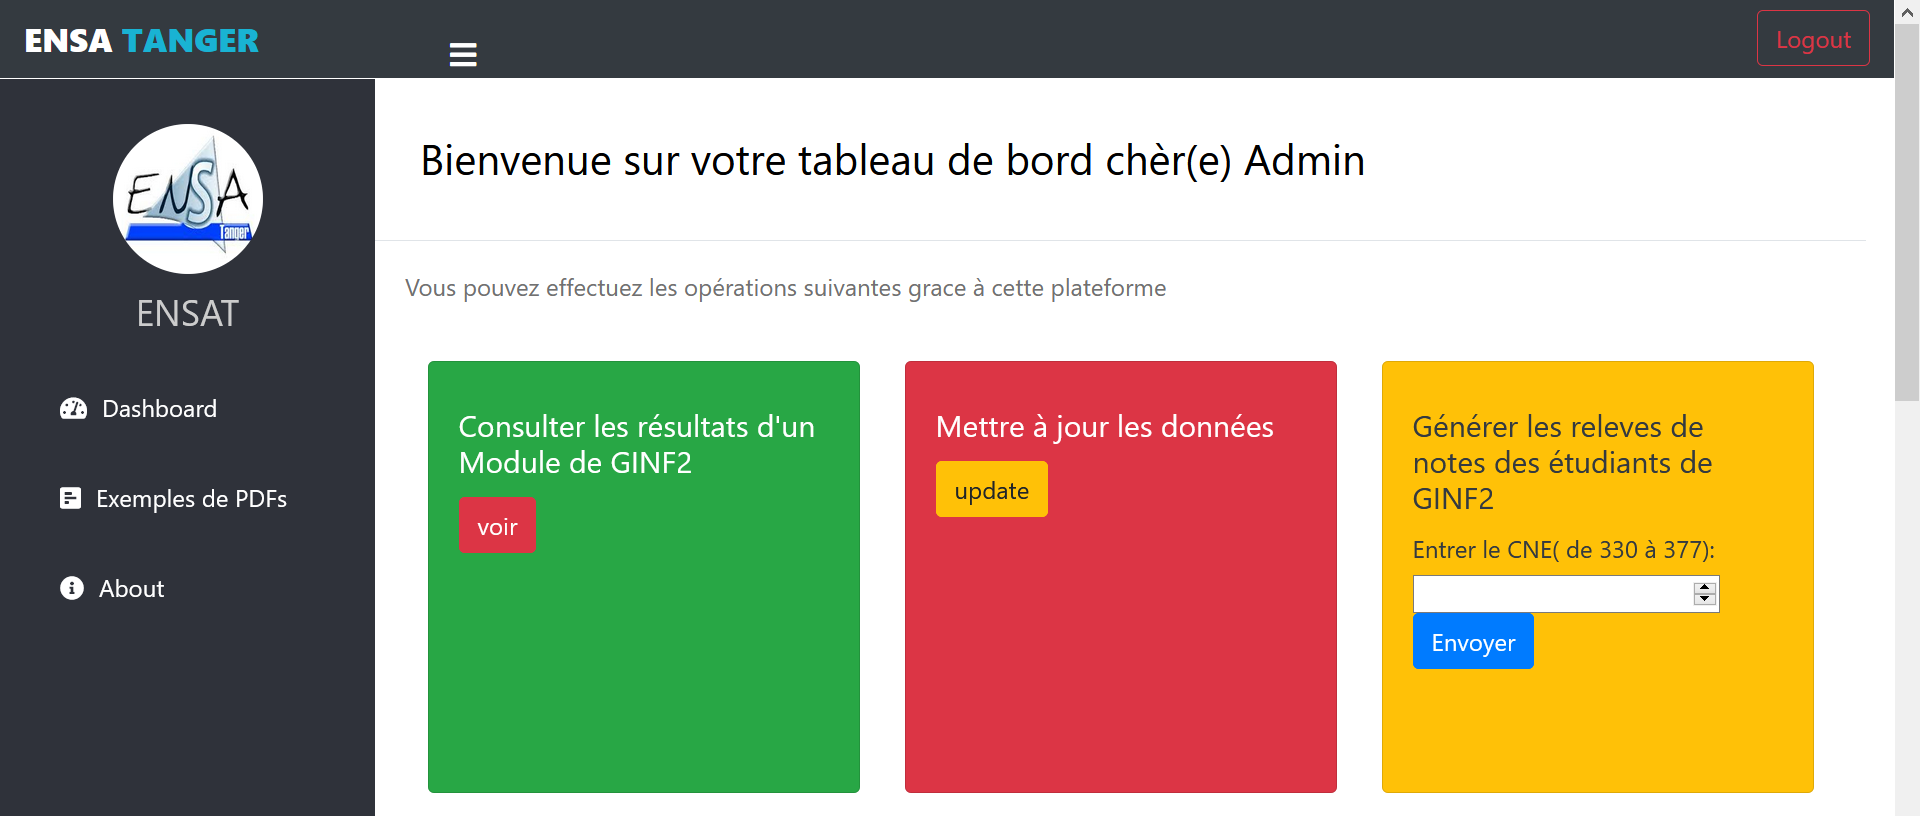 ENSA TANGER
Logout
ENSA
Tanger
ENSAT
Dashboard
Exemples de PDFs
About
Bienvenue sur votre tableau de bord chèr(e) Admin
Vous pouvez effectuez les opérations suivantes grace à cette plateforme
Consulter les résultats d'un
Module de GINF2
voir
Mettre à jour les données
update
Générer les releves de
notes des étudiants de
GINF2
Entrer le CNE( de 330 à 377):
Envoyer